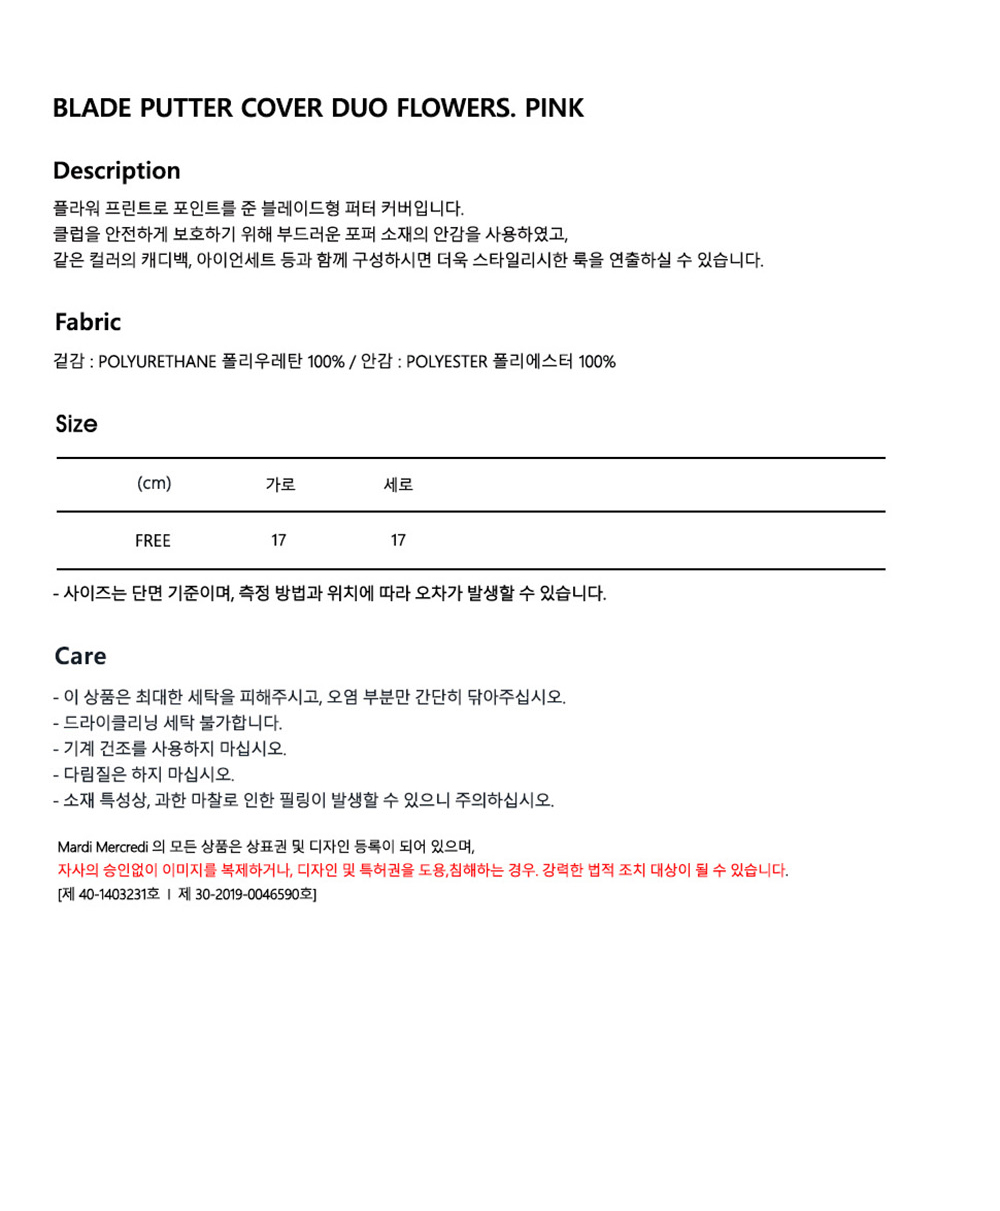 BLADE PUTTER COVER DUO FLOWERS. PINK
Description
플라워 프린트로 포인트를 준 블레이드형 퍼터 커버입니다.
클럽을 안전하게 보호하기 위해 부드러운 포퍼 소재의 안감을 사용하였고,
같은 컬러의 캐디백, 아이언세트 등과 함께 구성하시면 더욱 스타일리시한 룩을 연출하실 수 있습니다.
Fabric
겉감 : POLYURETHANE 폴리우레탄 100% / 안감 : POLYESTER 폴리에스터 100%
Size
(cm) 가로 세로
FREE 17 17
- 사이즈는 단면 기준이며, 측정 방법과 위치에 따라 오차가 발생할 수 있습니다.
Care
- 이 상품은 최대한 세탁을 피해주시고, 오염 부분만 간단히 닦아주십시오.
- 드라이클리닝 세탁 불가합니다.
- 기계 건조를 사용하지 마십시오.
- 다림질은 하지 마십시오.
- 소재 특성상, 과한 마찰로 인한 필링이 발생할 수 있으니 주의하십시오.
Mardi Mercredi 의 모든 상품은 상표권 및 디자인 등록이 되어 있으며,
자사의 승인없이 이미지를 복제하거나, 디자인 및 특허권을 도용,침해하는 경우. 강력한 법적 조치 대상이 될 수 있습니다.
[제 40-1403231호 ㅣ 제 30-2019-0046590호]